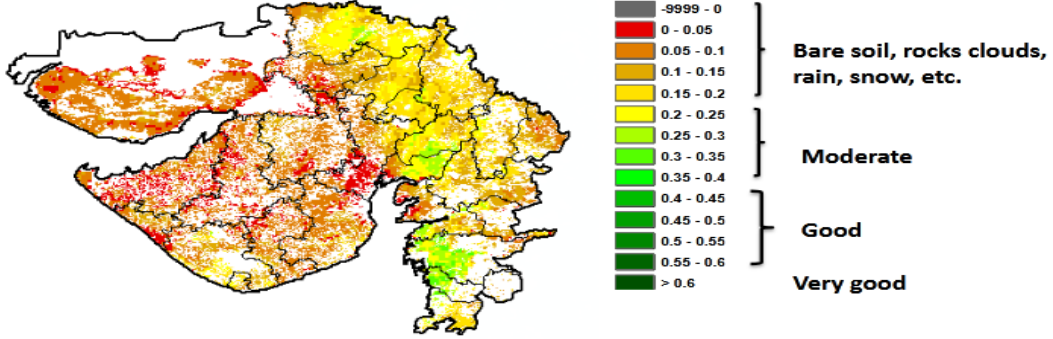 -9999 - 0
0 - 0.05
0.05 - 0.1
0.1 - 0.15
0.15 - 0.2
0.2 - 0.25
0.25 - 0.3
0.3 - 0.35
0.35 - 0.4
0.4 - 0.45
0.45 - 0.5
0.5 - 0.55
0.55 - 0.6
> 0.6
Bare soil, rocks clouds,
rain, snow, etc.
Moderate
Good
Very good